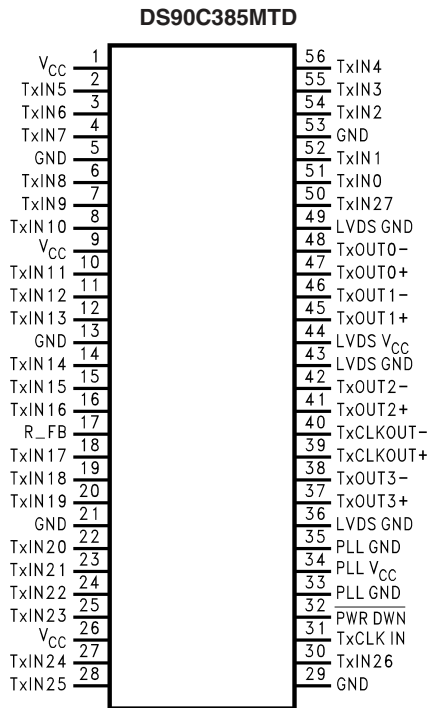 DS90C385MTD
VCC 1
TxIN5 2
TxIN6 3
TxIN7 4
GND 5
TxIN8 6
TxIN9 7
TxIN10 8
VCC 9
TxIN11 10
TxIN12 11
TxIN13 12
GND 13
TxIN14 14
TxIN15 15
TxIN16 16
R_FB 17
TxIN17 18
TxIN18 19
TxIN19 20
GND 21
TxIN20 22
TxIN21 23
TxIN22 24
TxIN23 25
VCC 26
TxIN24 27
TxIN25 28
56 TxIN4
55 TxIN3
54 TxIN2
53 GND
52 TxIN1
51 TxIN0
50 TxIN27
49 LVDS GND
48 TxOUT0-
47 TxOUT0+
46 TxOUT1-
45 TxOUT1+
44 LVDS VCC
43 LVDS GND
42 TxOUT2-
41 TxOUT2+
40 TxCLKOUT-
39 TxCLKOUT+
38 TxOUT3-
37 TxOUT3+
36 LVDS GND
35 PLL GND
34 PLL VCC
33 PLL GND
32 PWR DWN
31 TxCLK IN
30 TxIN26
29 GND